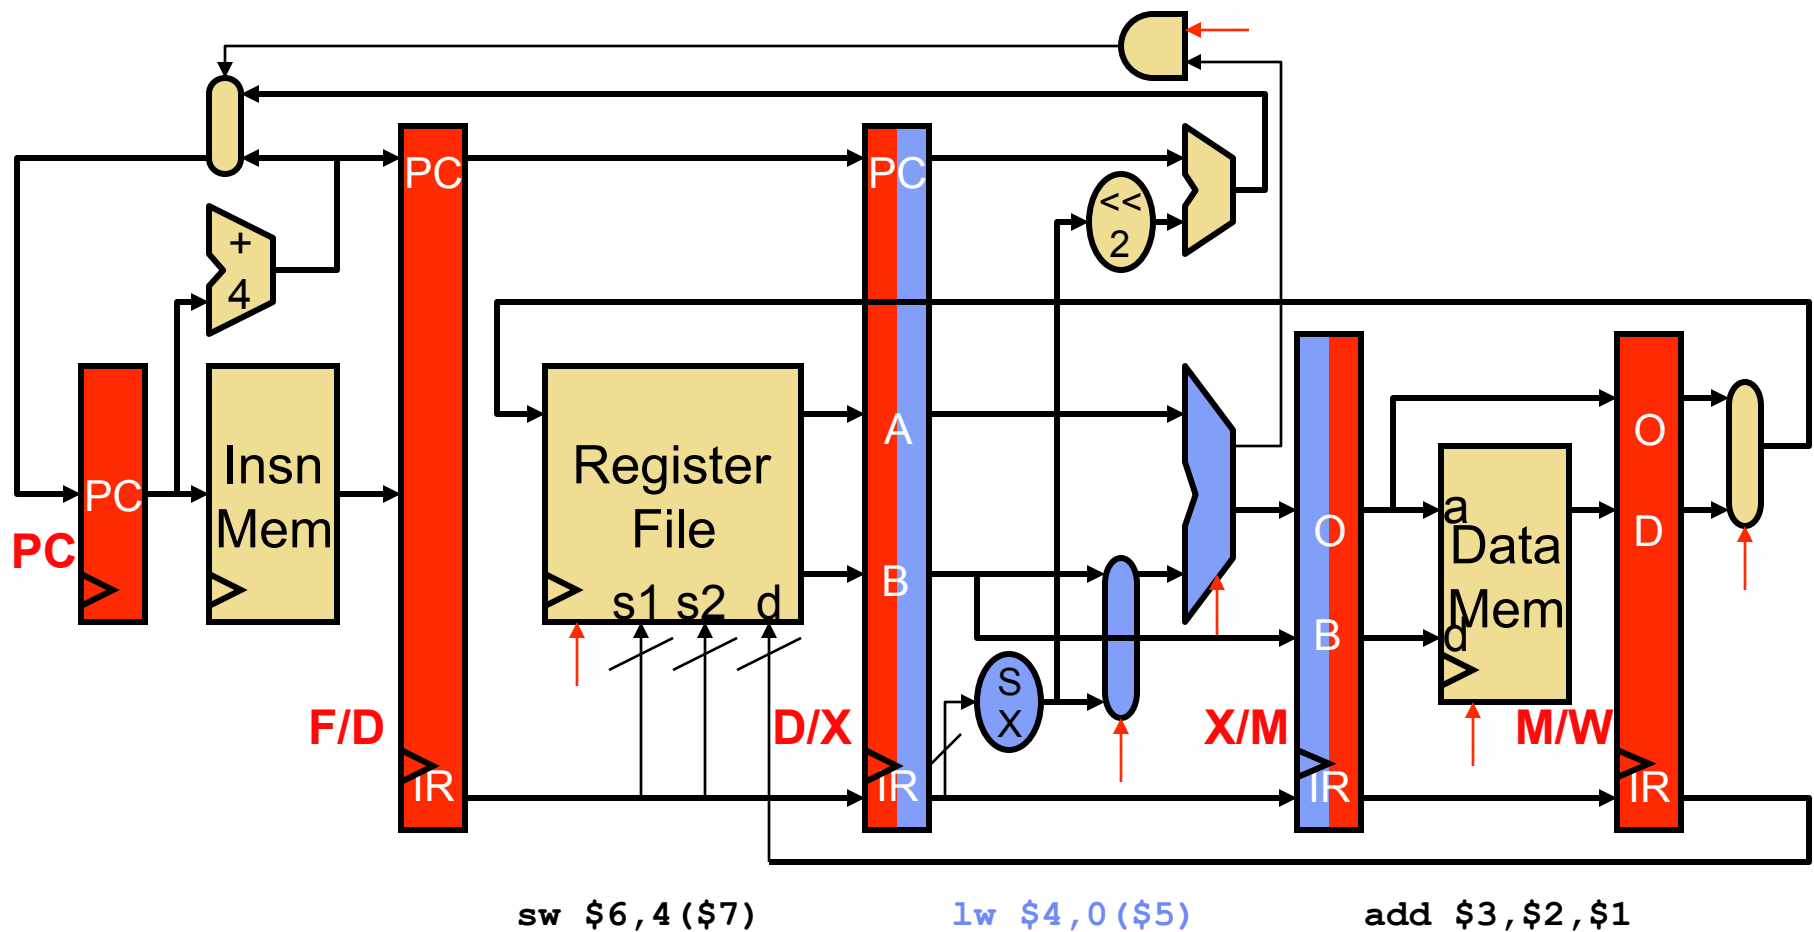 PC
PC
<<
2
+
4
A
O
Insn
Mem
Register
File
PC
PC
a
Data
Mem
d
O
D
B
s1 s2 d
B
S
X
F/D
D/X
X/M
M/W
IR
IR
IR
IR
sw $6,4($7)
lw $4,0($5)
add $3,$2,$1